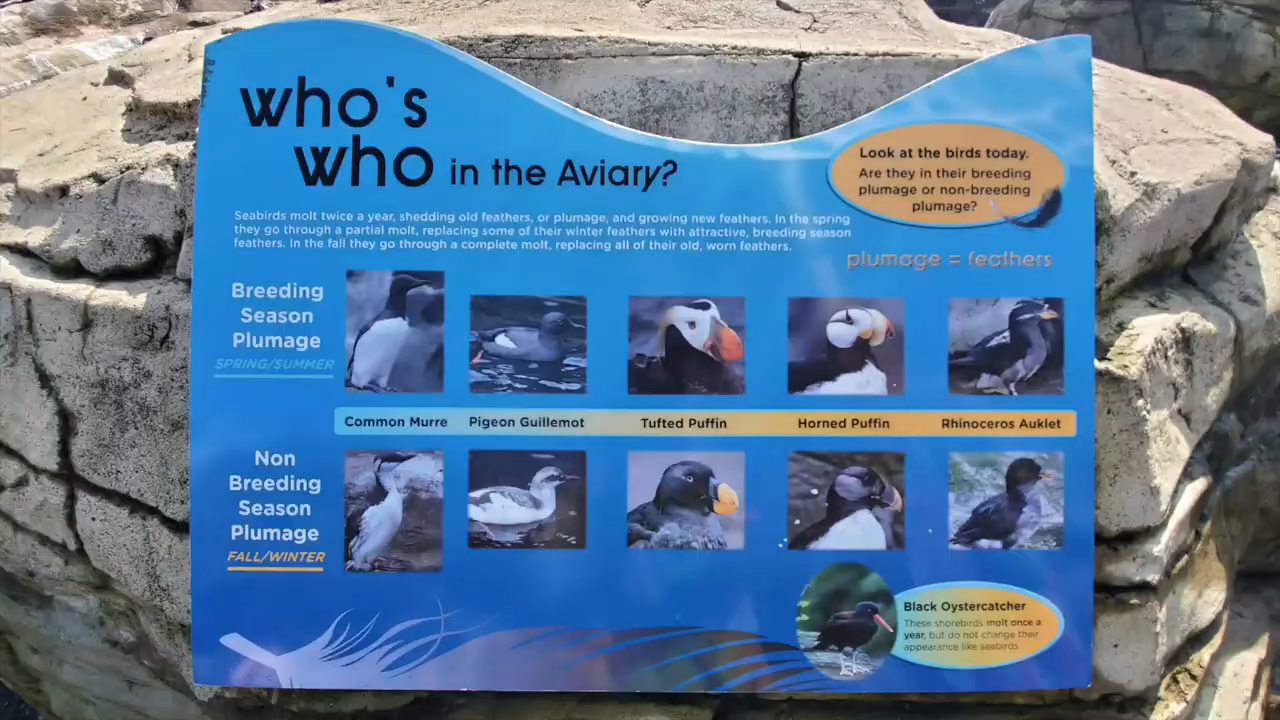 who's
who in the Aviary?
Look at the birds today.
Are they in their breeding
plumage or non-breeding
plumage?
Seabirds molt twice a year, shedding old feathers, or plumage, and growing new feathers. In the spring
they go through a partial molt, replacing some of their winter feathers with attractive, breeding season
feathers. In the fall they go through a complete molt, replacing all of their old, worn feathers.
plumage = feathers
Breeding
Season
Plumage
SPRING/SUMMER
Common Murre Pigeon Guillemot Tufted Puffin Horned Puffin Rhinoceros Auklet
Non
Breeding
Season
Plumage
FALL/WINTER
Black Oystercatcher
These shorebirds molt once a
year, but do not change their
appearance like seabirds.